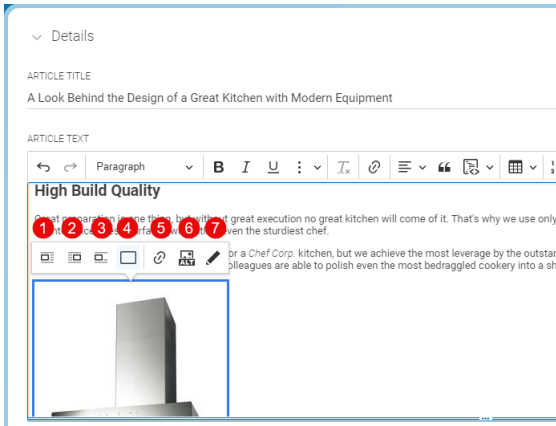 Details
ARTICLE TITLE
A Look Behind the Design of a Great Kitchen with Modern Equipment
ARTICLE TEXT
Paragraph
B I U
High Build Quality
Great preparation is one thing, but without great execution no great kitchen will come of it. That's why we use only
even the sturdiest chef.
1 2 3 4 5 6 7
ALT
or a Chef Corp. kitchen, but we achieve the most leverage by the outstan
olleagues are able to polish even the most bedraggled cookery into a sh